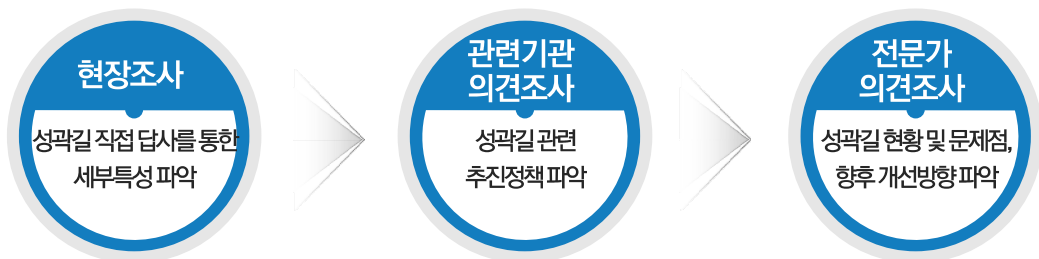 현장조사
성곽길 직접 답사를 통한
세부특성 파악
관련기관
의견조사
성곽길 관련
추진정책 파악
전문가
의견조사
성곽길 현황 및 문제점,
향후 개선방향 파악